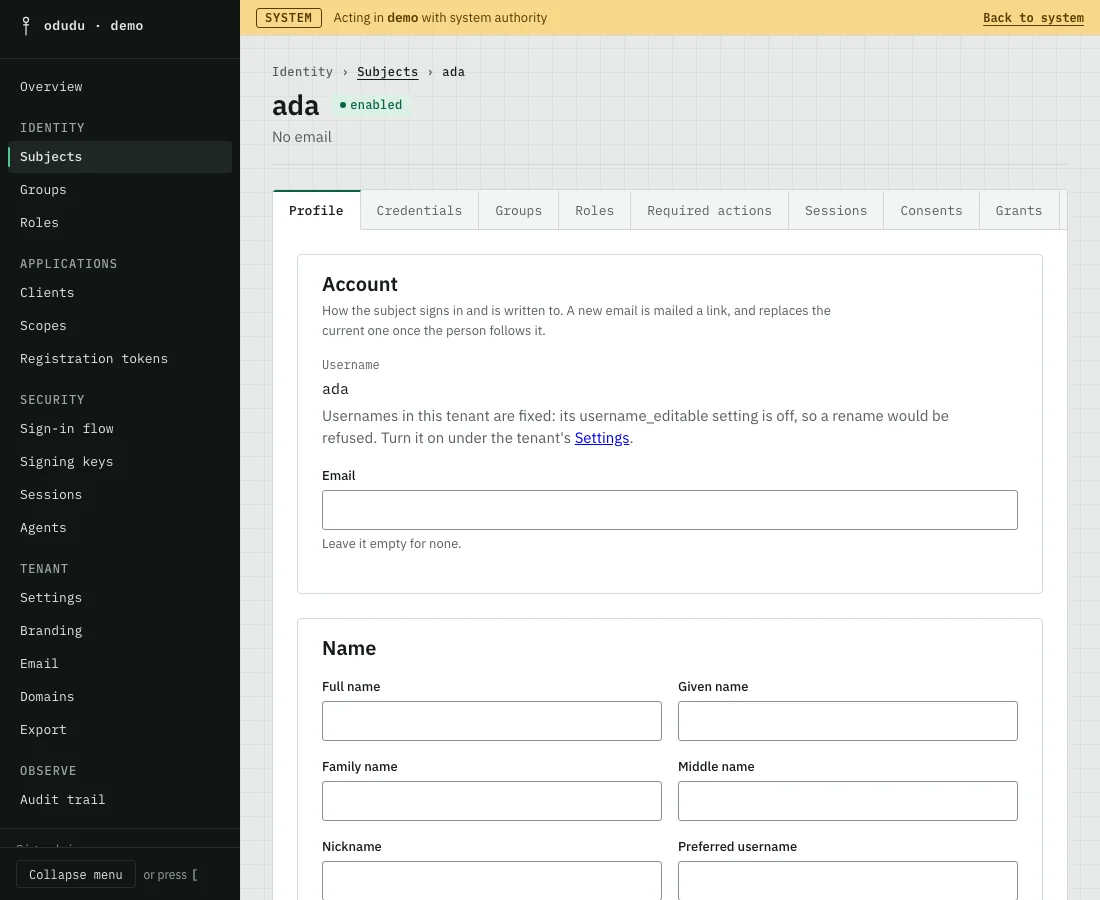 odudu · demo
SYSTEM Acting in demo with system authority Back to system
Overview
IDENTITY
Subjects
Groups
Roles
APPLICATIONS
Clients
Scopes
Registration tokens
SECURITY
Sign-in flow
Signing keys
Sessions
Agents
TENANT
Settings
Branding
Email
Domains
Export
OBSERVE
Audit trail
Collapse menu or press [
Identity › Subjects › ada
ada enabled
No email
Profile Credentials Groups Roles Required actions Sessions Consents Grants
Account
How the subject signs in and is written to. A new email is mailed a link, and replaces the
current one once the person follows it.
Username
ada
Usernames in this tenant are fixed: its username_editable setting is off, so a rename would be
refused. Turn it on under the tenant's Settings.
Email
Leave it empty for none.
Name
Full name Given name
Family name Middle name
Nickname Preferred username